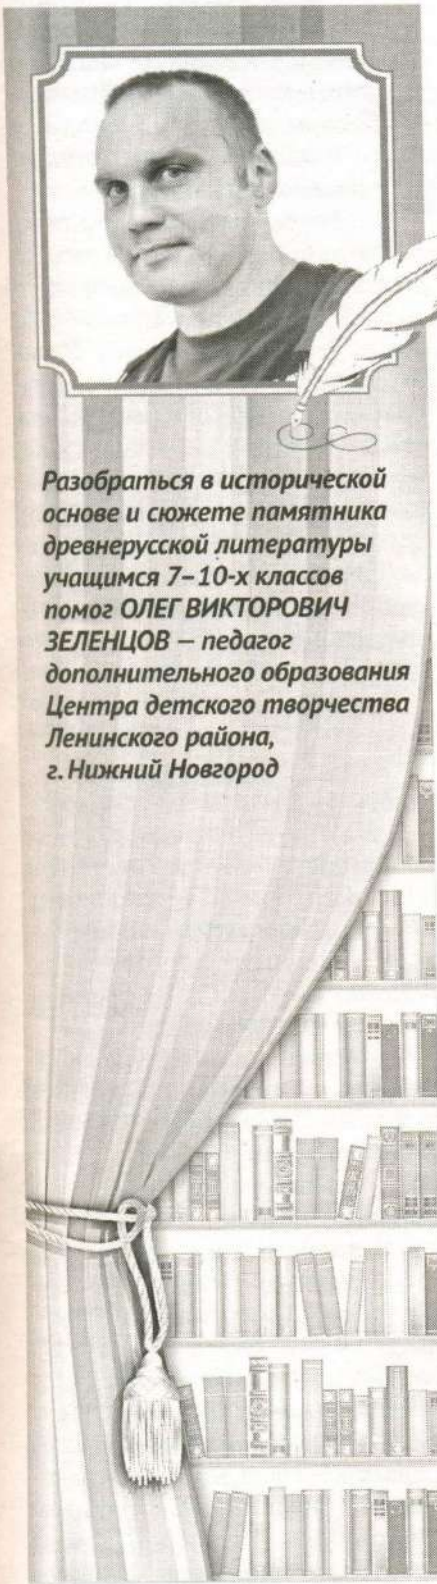 Разобраться в исторической
основе и сюжете памятника
древнерусской литературы
учащимся 7–10-х классов
помог ОЛЕГ ВИКТОРОВИЧ
ЗЕЛЕНЦОВ — педагог
дополнительного образования
Центра детского творчества
Ленинского района,
г. Нижний Новгород